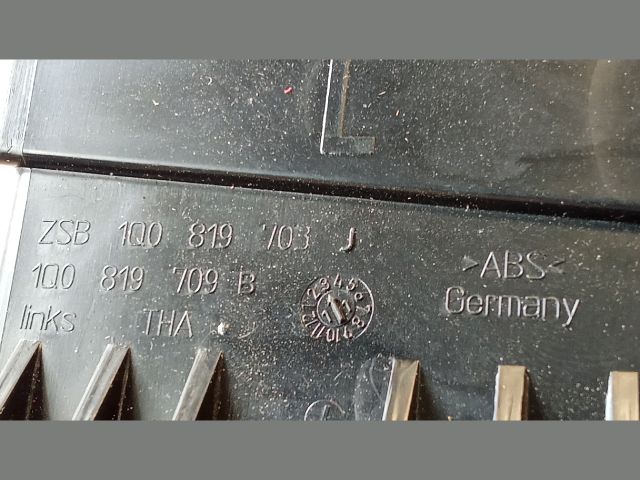 L
ZSB 1Q0 819 703 J
1Q0 819 709 B
links THA
>ABS<
Germany